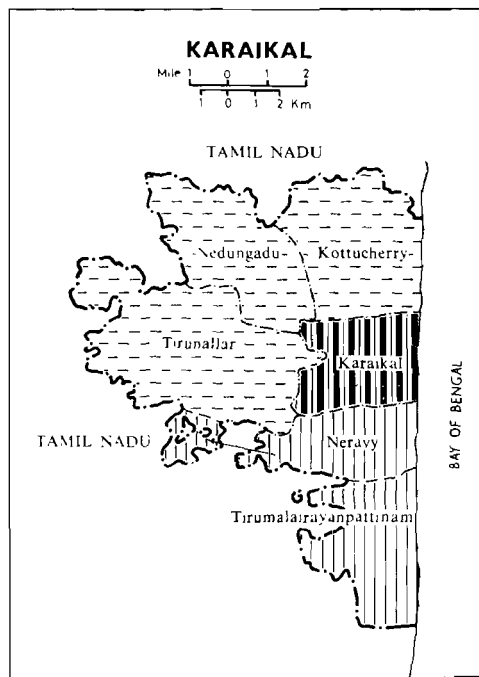 KARAIKAL
Mile 1 0 1 2
1 0 1 2 Km
TAMIL NADU
Nedungadu
Kottucherry
Tirunallar
Karaikal
TAMIL NADU
Neravy
BAY OF BENGAL
Tirumalairayanpattinam